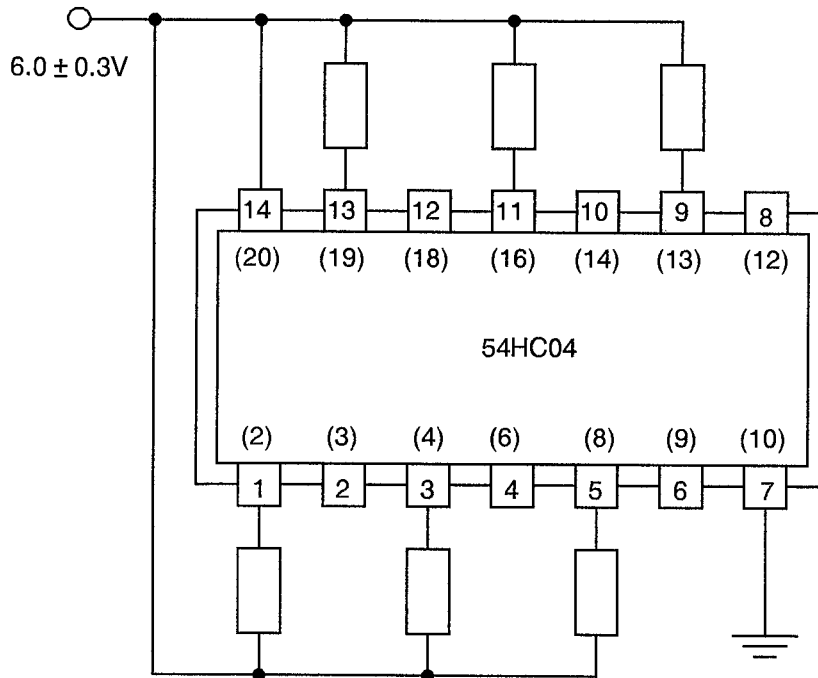 6.0 ± 0.3V
14 13 12 11 10 9 8
(20) (19) (18) (16) (14) (13) (12)
54HC04
(2) (3) (4) (6) (8) (9) (10)
1 2 3 4 5 6 7